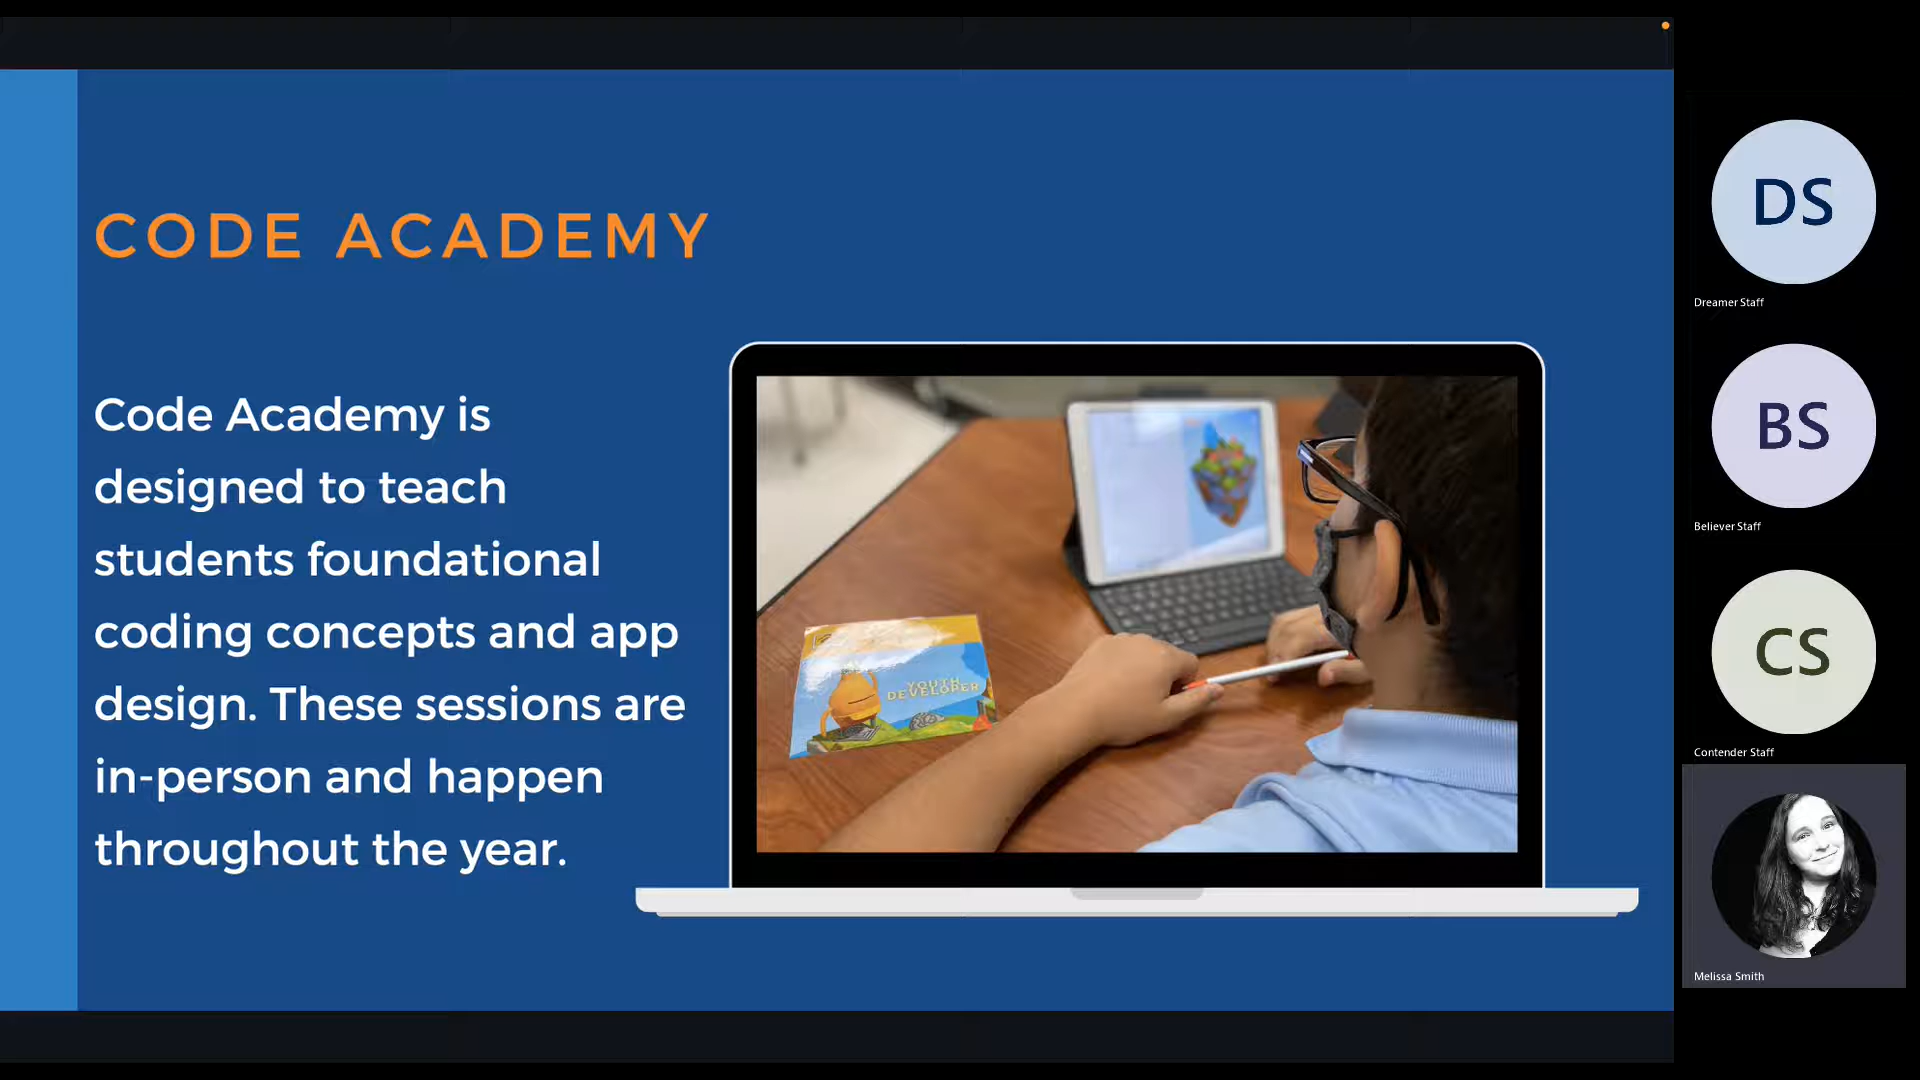 CODE ACADEMY
Code Academy is
designed to teach
students foundational
coding concepts and app
design. These sessions are
in-person and happen
throughout the year.
YOUTH
DEVELOPER
DS
Dreamer Staff
BS
Believer Staff
CS
Contender Staff
Melissa Smith